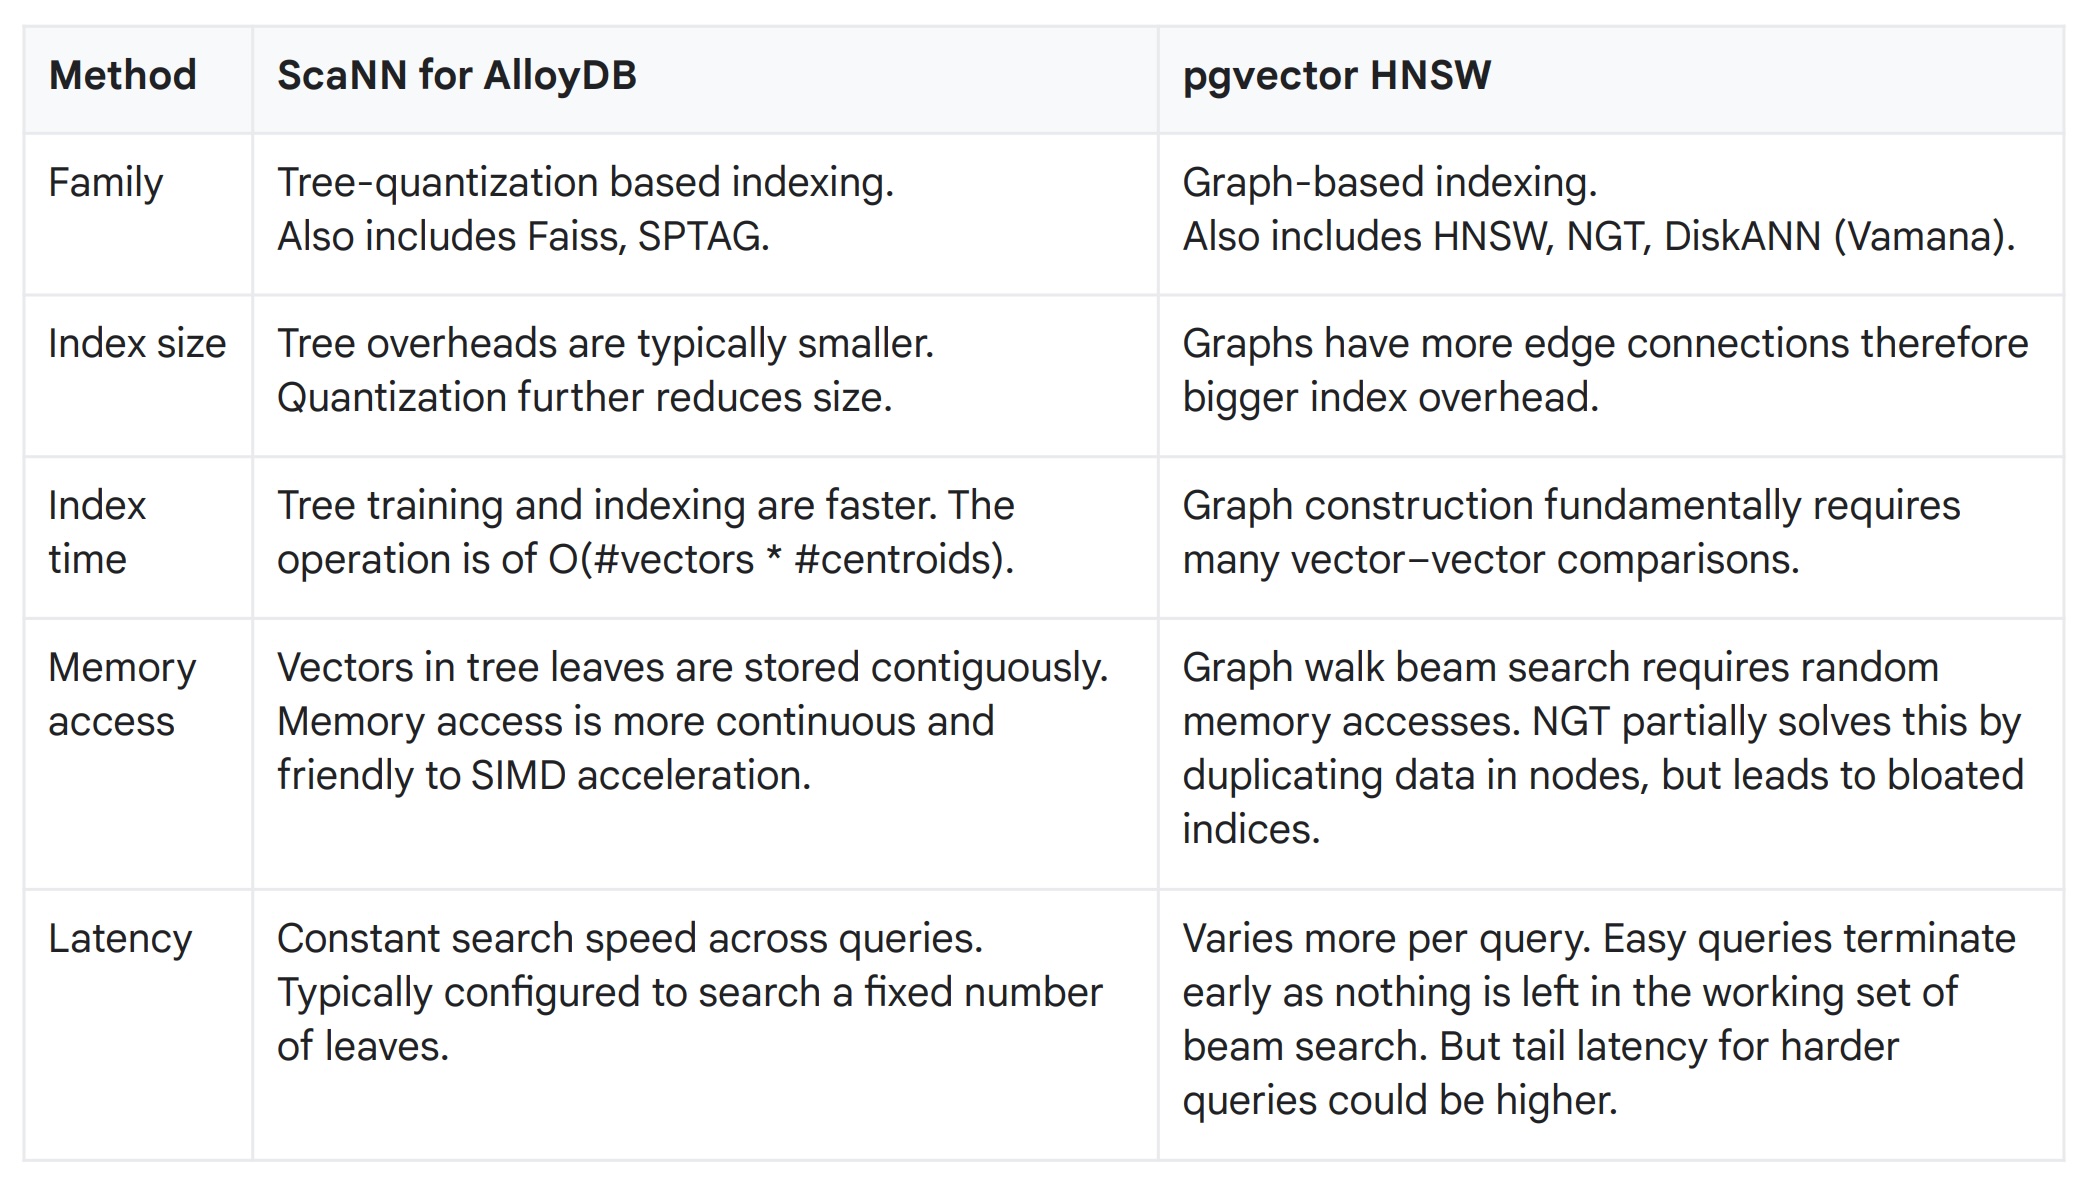 Method
ScaNN for AlloyDB
pgvector HNSW
Family
Tree-quantization based indexing.
Also includes Faiss, SPTAG.
Graph-based indexing.
Also includes HNSW, NGT, DiskANN (Vamana).
Index size
Tree overheads are typically smaller.
Quantization further reduces size.
Graphs have more edge connections therefore
bigger index overhead.
Index
time
Tree training and indexing are faster. The
operation is of O(#vectors * #centroids).
Graph construction fundamentally requires
many vector–vector comparisons.
Memory
access
Vectors in tree leaves are stored contiguously.
Memory access is more continuous and
friendly to SIMD acceleration.
Graph walk beam search requires random
memory accesses. NGT partially solves this by
duplicating data in nodes, but leads to bloated
indices.
Latency
Constant search speed across queries.
Typically configured to search a fixed number
of leaves.
Varies more per query. Easy queries terminate
early as nothing is left in the working set of
beam search. But tail latency for harder
queries could be higher.